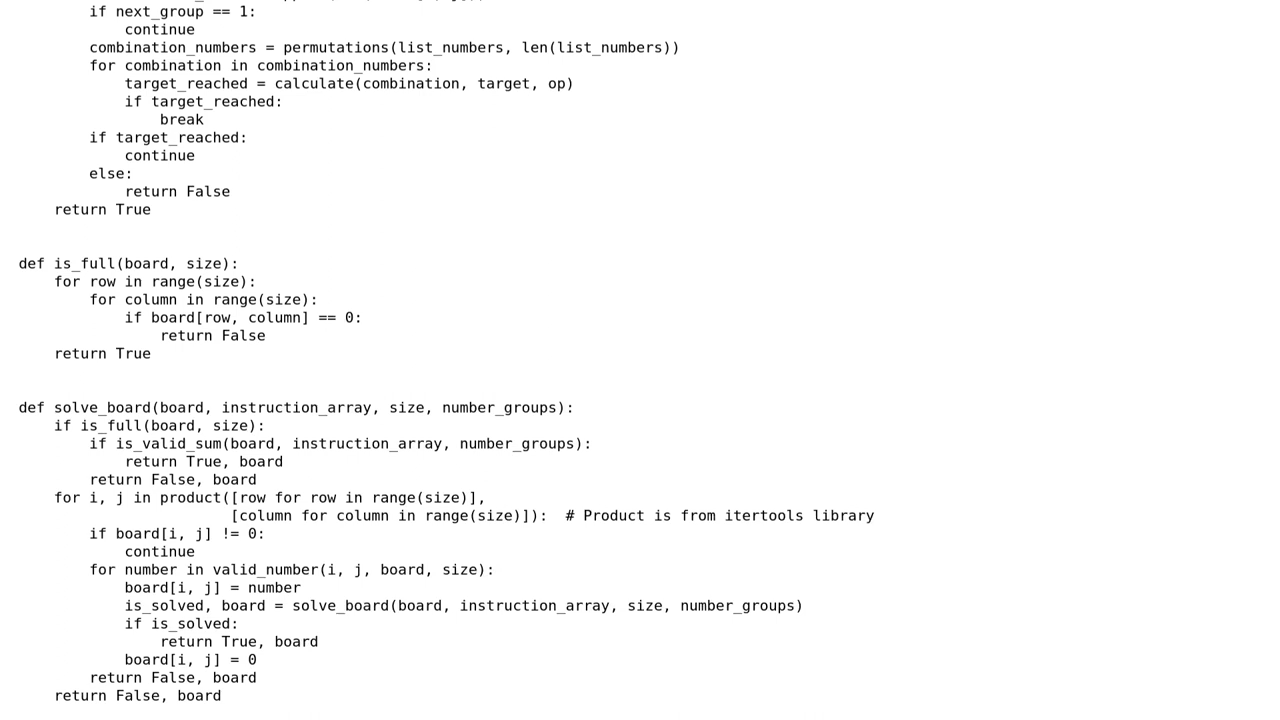 if next_group == 1:
            continue
        combination_numbers = permutations(list_numbers, len(list_numbers))
        for combination in combination_numbers:
            target_reached = calculate(combination, target, op)
            if target_reached:
                break
        if target_reached:
            continue
        else:
            return False
    return True


def is_full(board, size):
    for row in range(size):
        for column in range(size):
            if board[row, column] == 0:
                return False
    return True


def solve_board(board, instruction_array, size, number_groups):
    if is_full(board, size):
        if is_valid_sum(board, instruction_array, number_groups):
            return True, board
        return False, board
    for i, j in product([row for row in range(size)],
                        [column for column in range(size)]):  # Product is from itertools library
        if board[i, j] != 0:
            continue
        for number in valid_number(i, j, board, size):
            board[i, j] = number
            is_solved, board = solve_board(board, instruction_array, size, number_groups)
            if is_solved:
                return True, board
            board[i, j] = 0
        return False, board
    return False, board